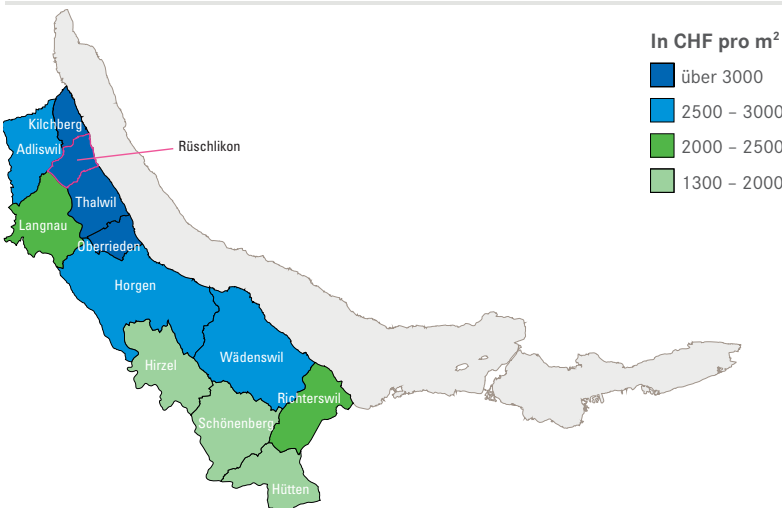 In CHF pro m²
über 3000
2500 – 3000
2000 – 2500
1300 – 2000
Kilchberg
Rüschlikon
Adliswil
Thalwil
Langnau
Oberrieden
Horgen
Wädenswil
Hirzel
Richterswil
Schönenberg
Hütten